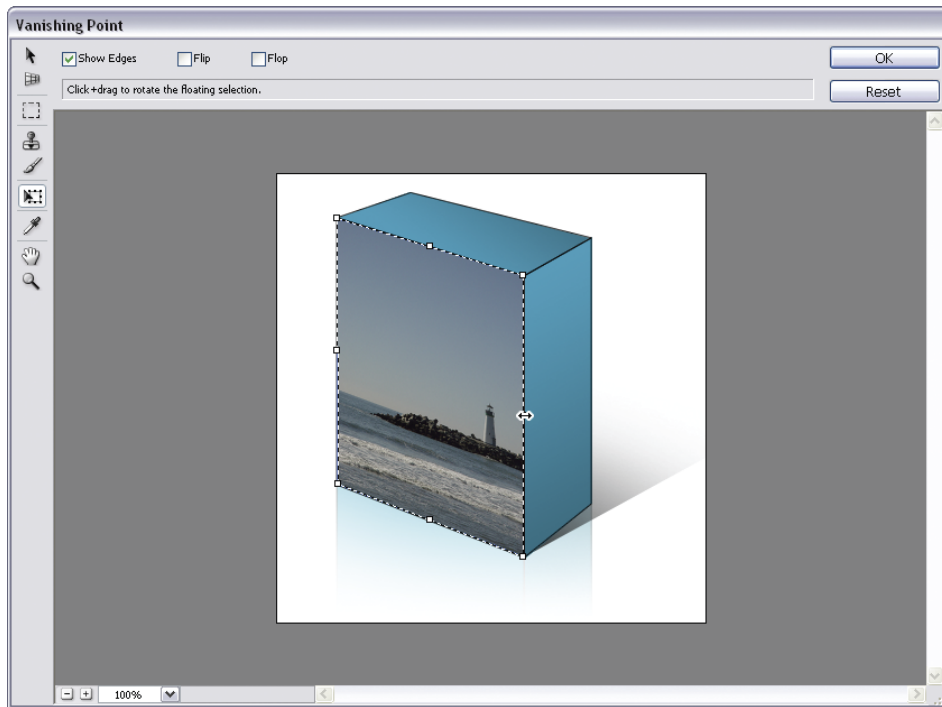 Vanishing Point
Show Edges Flip Flop
OK
Click+drag to rotate the floating selection.
Reset
100%